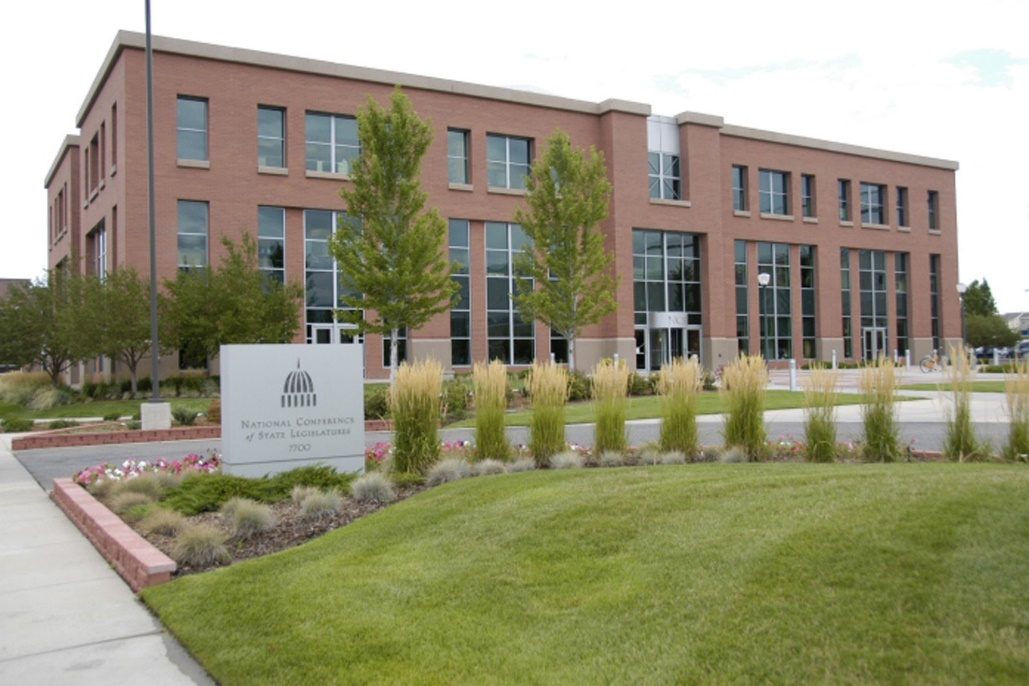 National Conference
of State Legislatures
7700